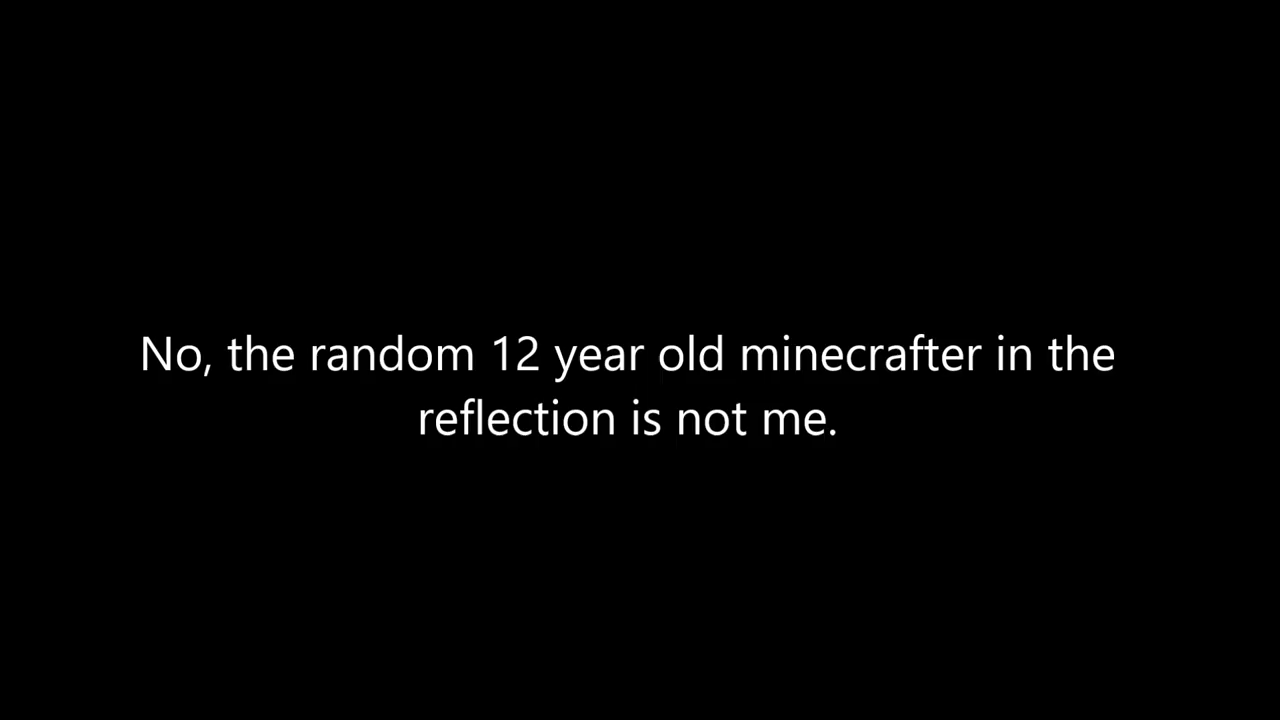 No, the random 12 year old minecrafter in the
reflection is not me.